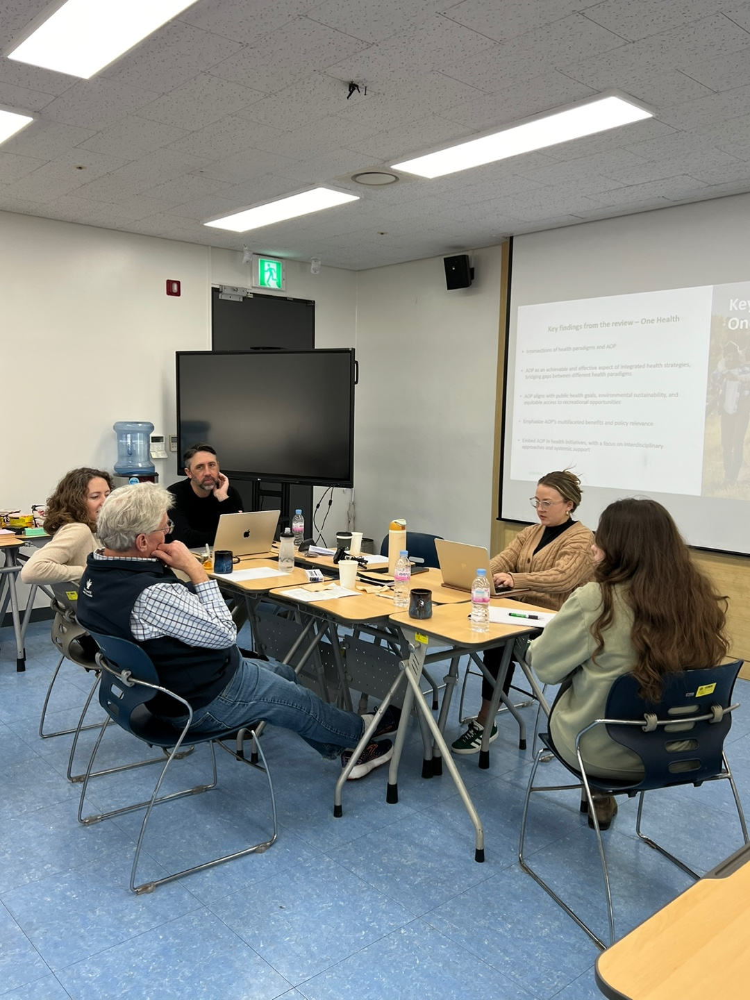 Key findings from the review – One Health
Intersections of health paradigms and AOP
AOP as an achievable and effective aspect of integrated health strategies,
bridging gaps between different health paradigms
AOP aligns with public health goals, environmental sustainability, and
equitable access to recreational opportunities
Emphasize AOP's multifaceted benefits and policy relevance
Embed AOP in health initiatives, with a focus on interdisciplinary
approaches and systemic support
Key
On